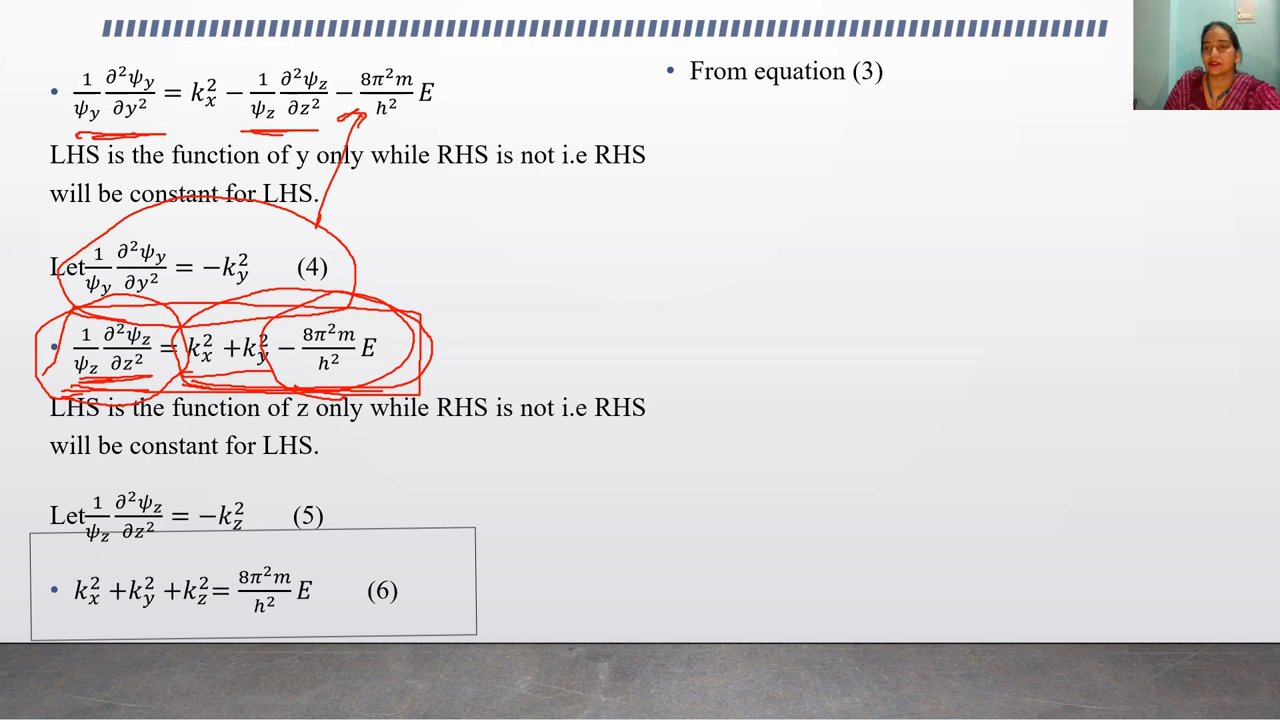 • 1/ψ_y ∂²ψ_y/∂y² = k_x² − 1/ψ_z ∂²ψ_z/∂z² − 8π²m/h² E
LHS is the function of y only while RHS is not i.e RHS
will be constant for LHS.
Let 1/ψ_y ∂²ψ_y/∂y² = −k_y² (4)
• 1/ψ_z ∂²ψ_z/∂z² = k_x² +k_y² − 8π²m/h² E
LHS is the function of z only while RHS is not i.e RHS
will be constant for LHS.
Let 1/ψ_z ∂²ψ_z/∂z² = −k_z² (5)
• k_x² +k_y² +k_z² = 8π²m/h² E (6)
• From equation (3)